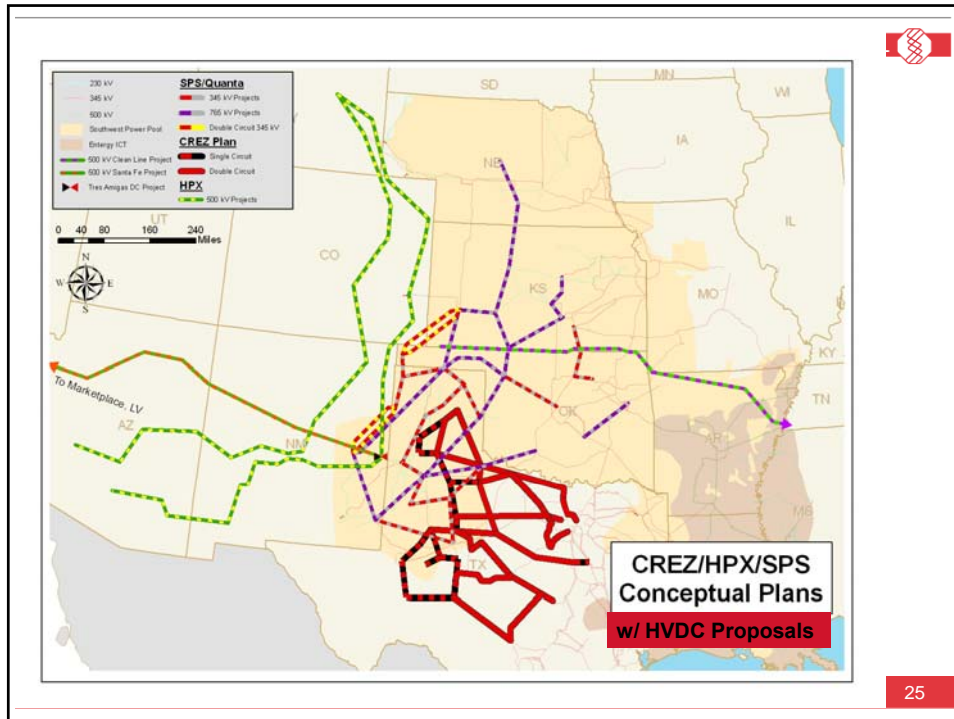 230 kV
345 kV
500 kV
Southwest Power Pool
Entergy ICT
500 kV Clean Line Project
500 kV Santa Fe Project
Tres Amigas DC Project
SPS/Quanta
345 kV Projects
765 kV Projects
Double Circuit 345 kV
CREZ Plan
Single Circuit
Double Circuit
HPX
500 kV Projects
0 40 80 160 240
Miles
N
W E
S
SD
MN
WI
IA
NE
UT
CO
IL
KS
MO
KY
TN
To Marketplace, LV
AZ
NM
OK
AR
MS
TX
CREZ/HPX/SPS
Conceptual Plans
w/ HVDC Proposals
25